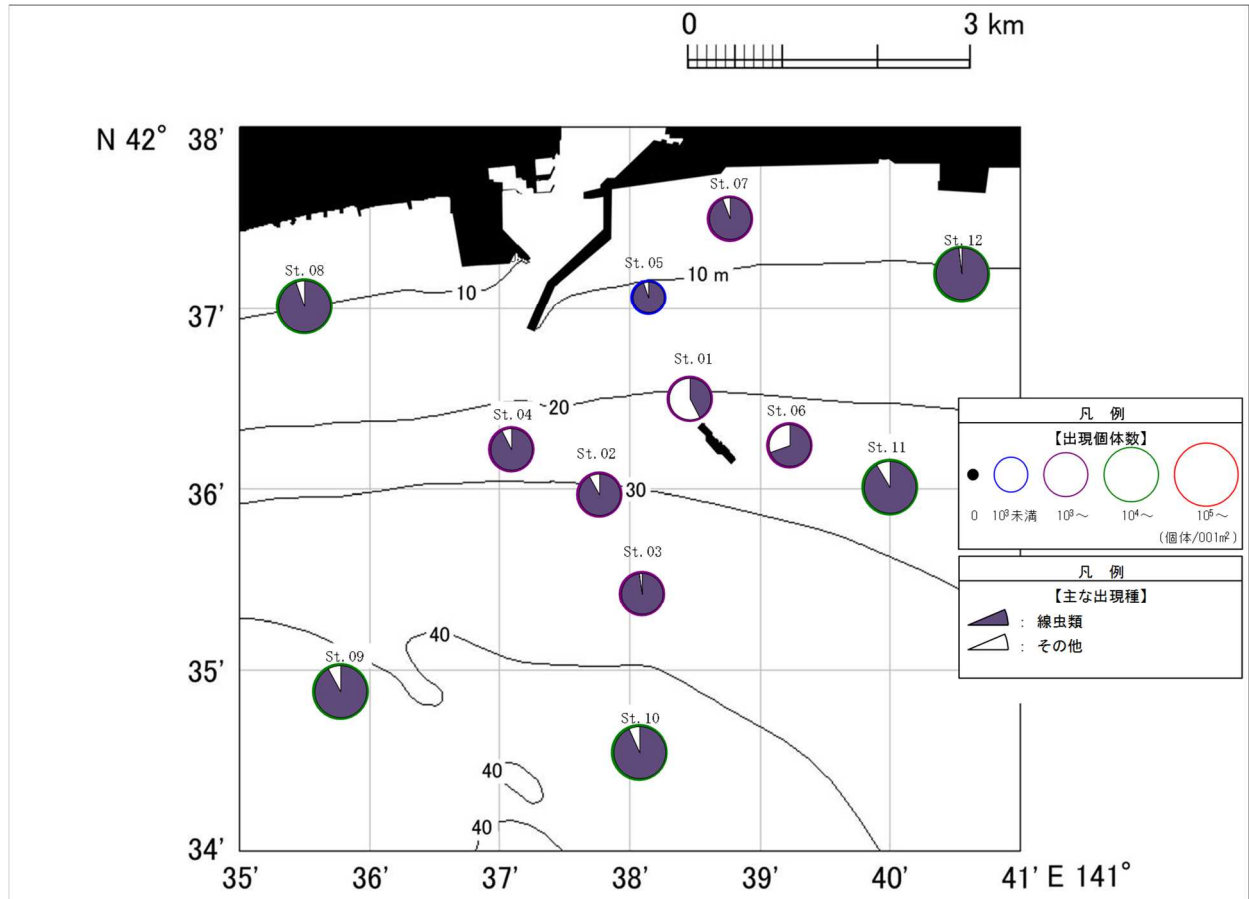 0 3 km
N 42° 38'
St.07
St.12
St.05
10 m
St.08
10
37'
St.01
20
St.04
St.06
St.02
St.11
36'
30
St.03
40
St.09
35'
St.10
40
40
34'
35' 36' 37' 38' 39' 40' 41' E 141°
凡 例
【出現個体数】
0 10³未満 10³～ 10⁴～ 10⁵～
(個体/001㎡)
凡 例
【主な出現種】
： 線虫類
： その他